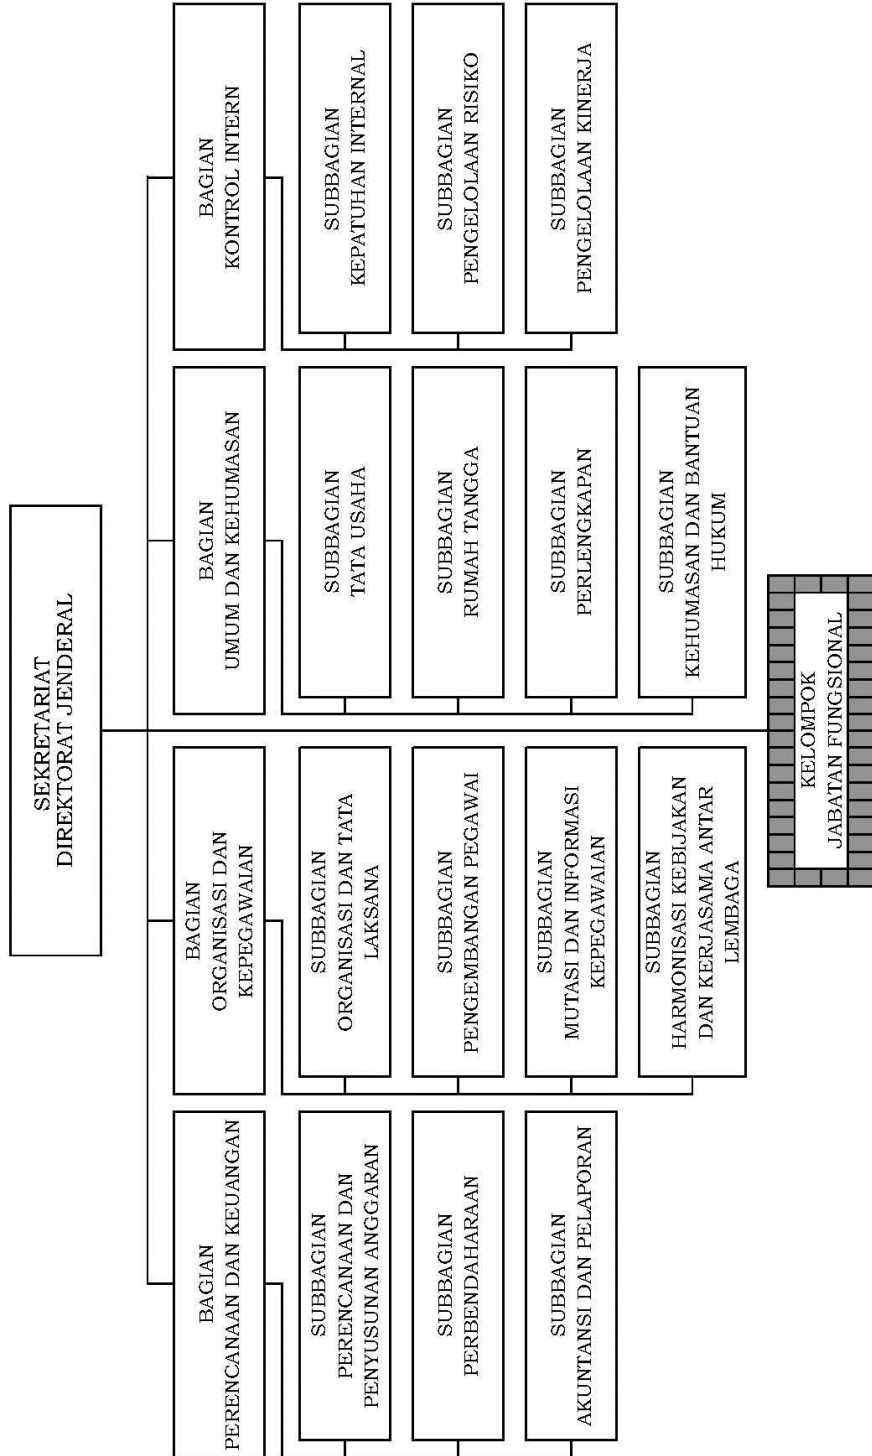 SEKRETARIAT
DIREKTORAT JENDERAL
BAGIAN
PERENCANAAN DAN KEUANGAN
SUBBAGIAN
PERENCANAAN DAN
PENYUSUNAN ANGGARAN
SUBBAGIAN
PERBENDAHARAAN
SUBBAGIAN
AKUNTANSI DAN PELAPORAN
BAGIAN
ORGANISASI DAN
KEPEGAWAIAN
SUBBAGIAN
ORGANISASI DAN TATA
LAKSANA
SUBBAGIAN
PENGEMBANGAN PEGAWAI
SUBBAGIAN
MUTASI DAN INFORMASI
KEPEGAWAIAN
SUBBAGIAN
HARMONISASI KEBIJAKAN
DAN KERJASAMA ANTAR
LEMBAGA
BAGIAN
UMUM DAN KEHUMASAN
SUBBAGIAN
TATA USAHA
SUBBAGIAN
RUMAH TANGGA
SUBBAGIAN
PERLENGKAPAN
SUBBAGIAN
KEHUMASAN DAN BANTUAN
HUKUM
BAGIAN
KONTROL INTERN
SUBBAGIAN
KEPATUHAN INTERNAL
SUBBAGIAN
PENGELOLAAN RISIKO
SUBBAGIAN
PENGELOLAAN KINERJA
KELOMPOK
JABATAN FUNGSIONAL